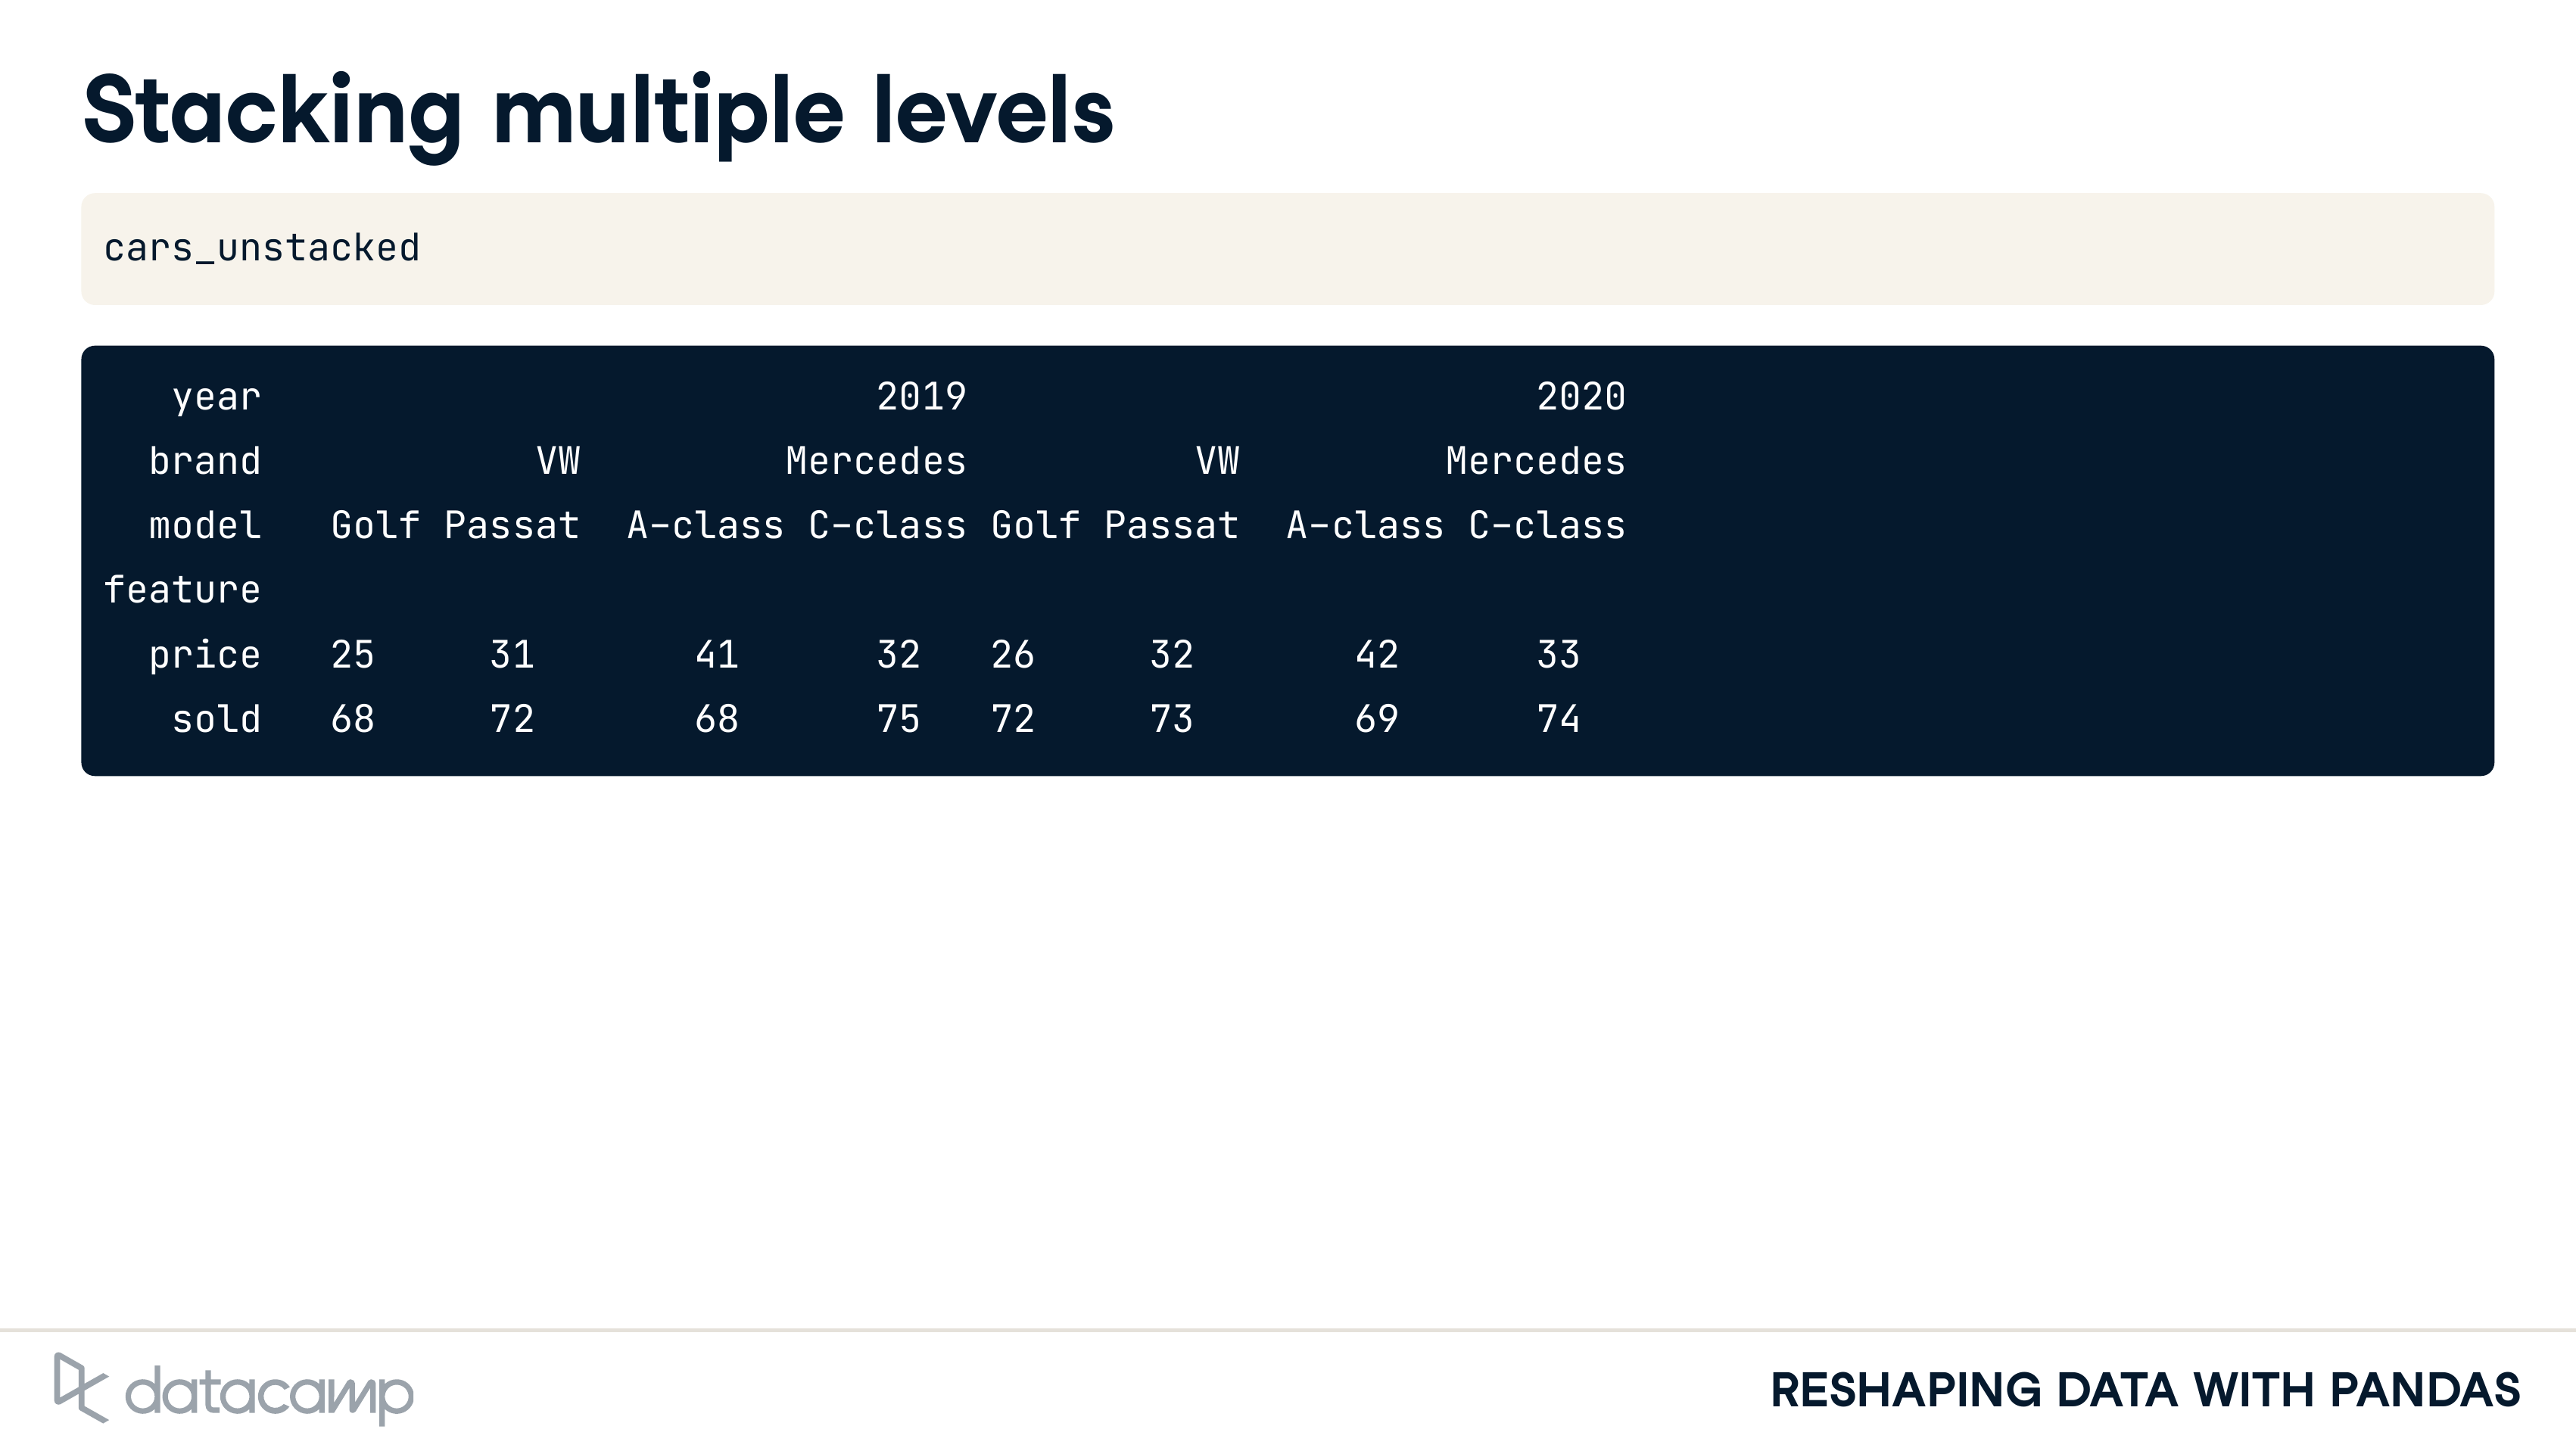 Stacking multiple levels
cars_unstacked
year 2019 2020
brand VW Mercedes VW Mercedes
model Golf Passat A-class C-class Golf Passat A-class C-class
feature
price 25 31 41 32 26 32 42 33
sold 68 72 68 75 72 73 69 74
datacamp
RESHAPING DATA WITH PANDAS